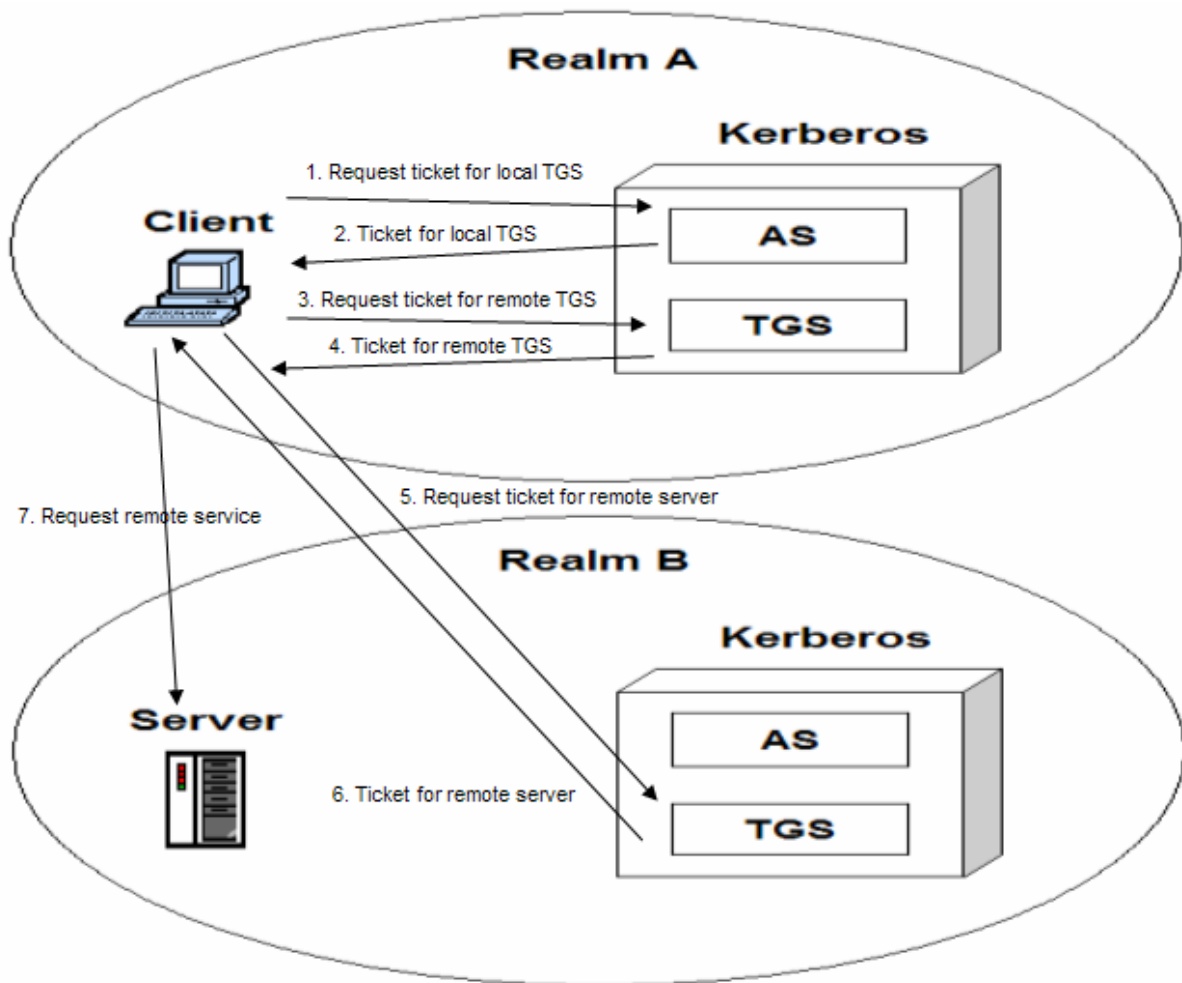 Realm A
Kerberos
1. Request ticket for local TGS
Client
AS
2. Ticket for local TGS
3. Request ticket for remote TGS
TGS
4. Ticket for remote TGS
5. Request ticket for remote server
7. Request remote service
Realm B
Kerberos
Server
AS
6. Ticket for remote server
TGS